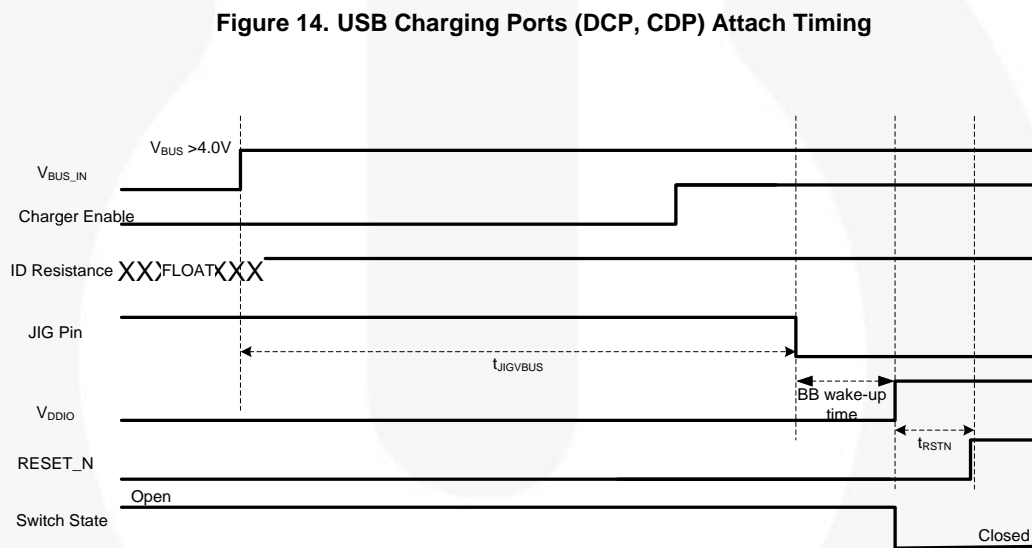 Figure 14. USB Charging Ports (DCP, CDP) Attach Timing
VBUS >4.0V
VBUS_IN
Charger Enable
ID Resistance XXXFLOATXXX
JIG Pin
tJIGVBUS
BB wake-up
time
VDDIO
tRSTN
RESET_N
Open
Switch State
Closed